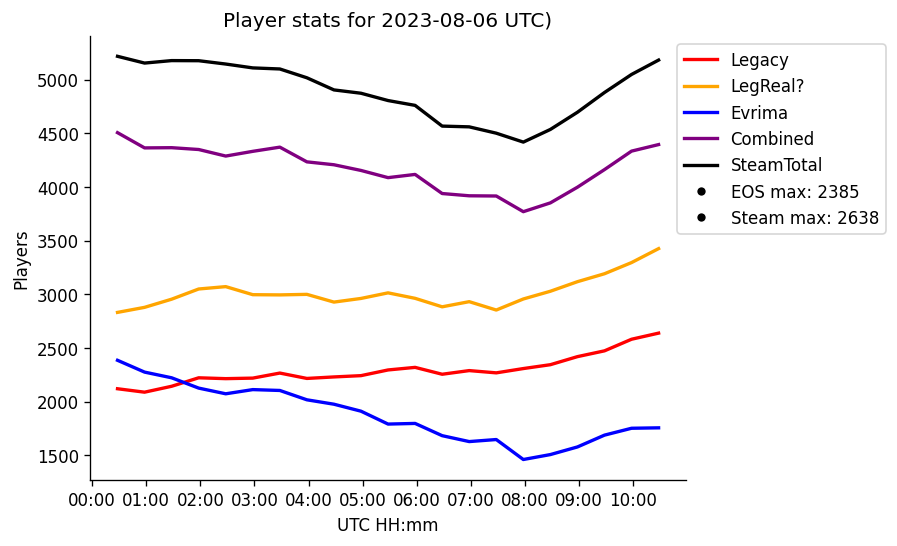 Player stats for 2023-08-06 UTC)
Players
5000
4500
4000
3500
3000
2500
2000
1500
00:00 01:00 02:00 03:00 04:00 05:00 06:00 07:00 08:00 09:00 10:00
UTC HH:mm
Legacy
LegReal?
Evrima
Combined
SteamTotal
EOS max: 2385
Steam max: 2638